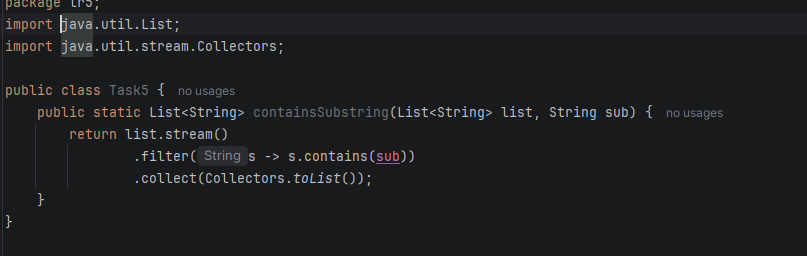 package lr5;
import java.util.List;
import java.util.stream.Collectors;
public class Task5 { no usages
public static List<String> containsSubstring(List<String> list, String sub) { no usages
return list.stream()
.filter( String s -> s.contains(sub))
.collect(Collectors.toList());
}
}